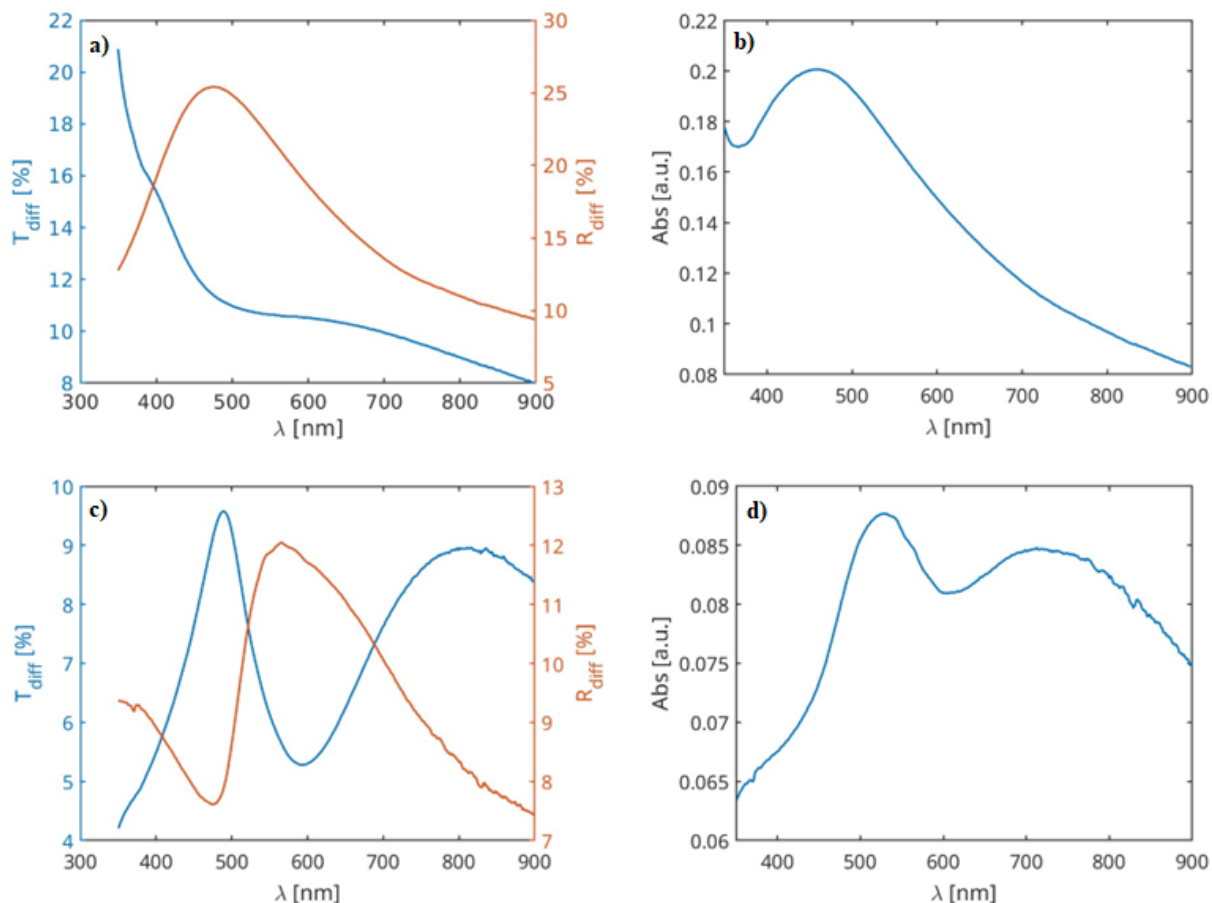 a)
22
20
18
16
14
12
10
8
T_diff [%]
30
25
20
15
10
5
R_diff [%]
300 400 500 600 700 800 900
λ [nm]
b)
0.22
0.2
0.18
0.16
0.14
0.12
0.1
0.08
Abs [a.u.]
400 500 600 700 800 900
λ [nm]
c)
10
9
8
7
6
5
4
T_diff [%]
13
12
11
10
9
8
7
R_diff [%]
300 400 500 600 700 800 900
λ [nm]
d)
0.09
0.085
0.08
0.075
0.07
0.065
0.06
Abs [a.u.]
400 500 600 700 800 900
λ [nm]